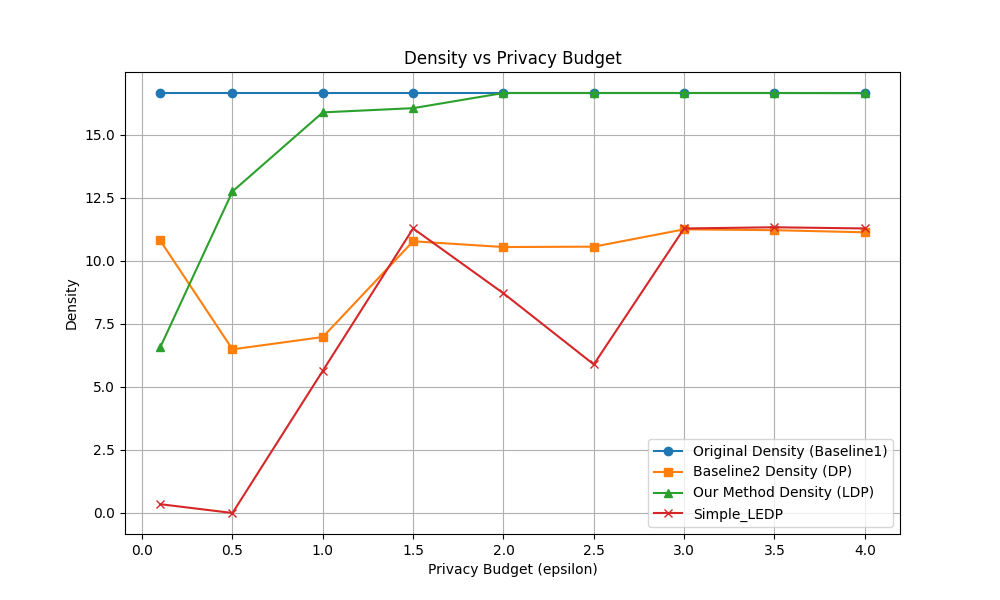 Density vs Privacy Budget
Density
15.0
12.5
10.0
7.5
5.0
2.5
0.0
Original Density (Baseline1)
Baseline2 Density (DP)
Our Method Density (LDP)
Simple_LEDP
0.0 0.5 1.0 1.5 2.0 2.5 3.0 3.5 4.0
Privacy Budget (epsilon)